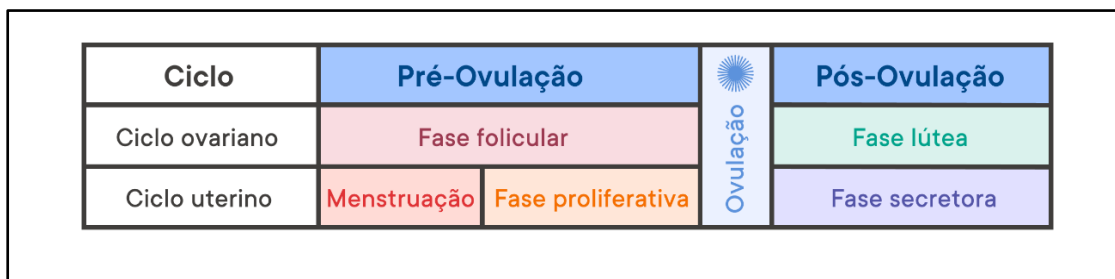 Ciclo
Pré-Ovulação
Ovulação
Pós-Ovulação
Ciclo ovariano
Fase folicular
Fase lútea
Ciclo uterino
Menstruação
Fase proliferativa
Fase secretora